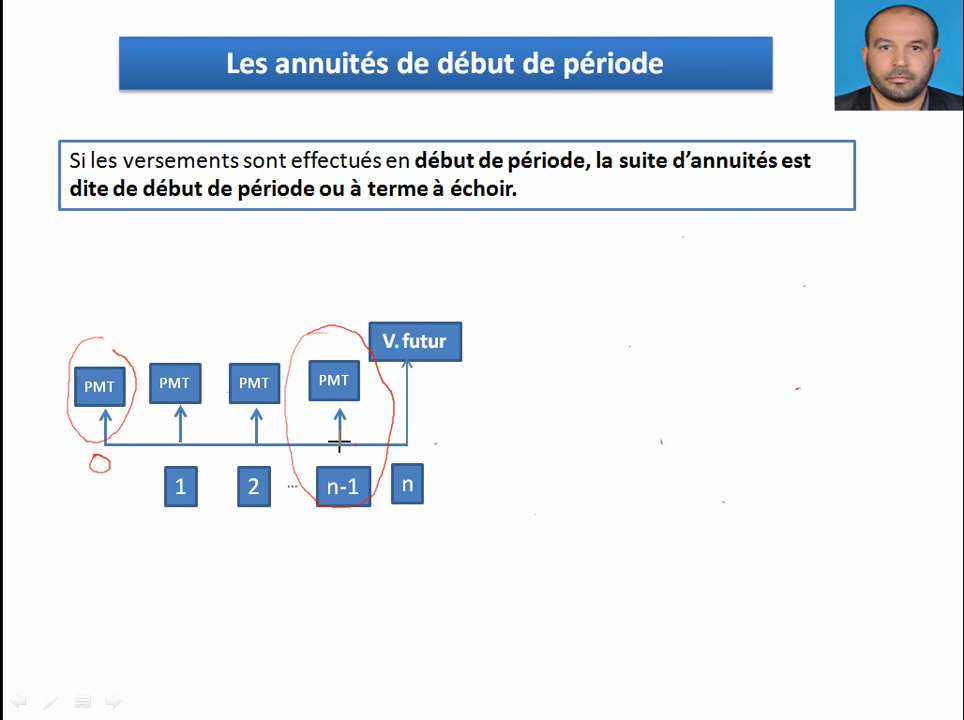 Les annuités de début de période
Si les versements sont effectués en début de période, la suite d’annuités est
dite de début de période ou à terme à échoir.
V. futur
PMT PMT PMT PMT
0
1 2 ... n-1 n